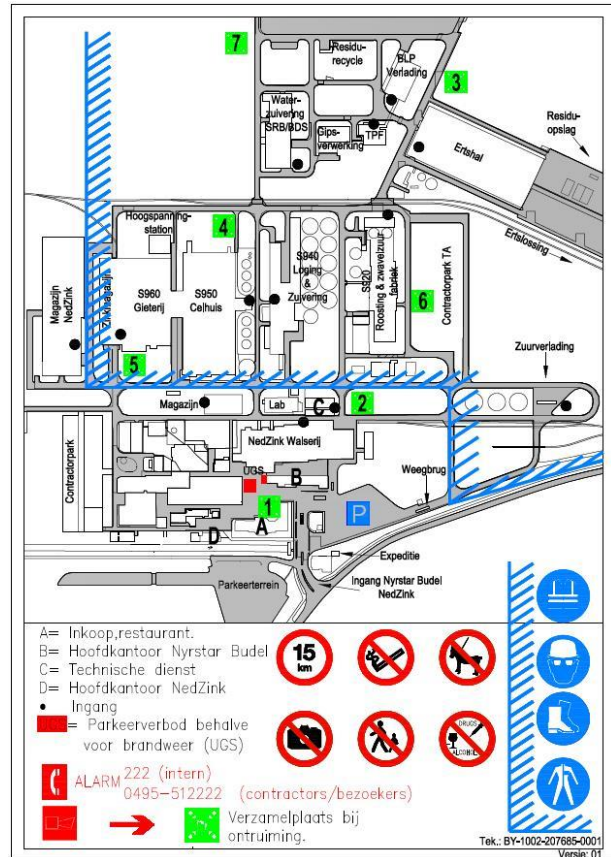 7
Residu-
recycle
BLP
Verlading
3
Water-
zuivering
SRB/BDS
Gips-
verwerking
TPF
Ertshal
Residu-
opslag
Hoogspanning-
station
4
Ertslossing
Magazijn
NedZink
Zinkmagazijn
S960
Gieterij
S950
Celhuis
S940
Loging
&
Zuivering
S920
Roosting & zwavelzuur
fabriek
6
Contractorpark TA
5
Zuurverlading
Magazijn
Lab
C
2
NedZink Walserij
Contractorpark
UGS
B
Weegbrug
1
A
P
D
Expeditie
Parkeerterrein
Ingang Nyrstar Budel
NedZink
A= Inkoop,restaurant.
B= Hoofdkantoor Nyrstar Budel
C= Technische dienst
D= Hoofdkantoor NedZink
Ingang
UGS= Parkeerverbod behalve
voor brandweer (UGS)
15
km
DRUGS
ALCOHOL
ALARM 222 (intern)
0495-512222 (contractors/bezoekers)
Verzamelplaats bij
ontruiming.
Tek.: BY-1002-207685-0001
Versie: 01